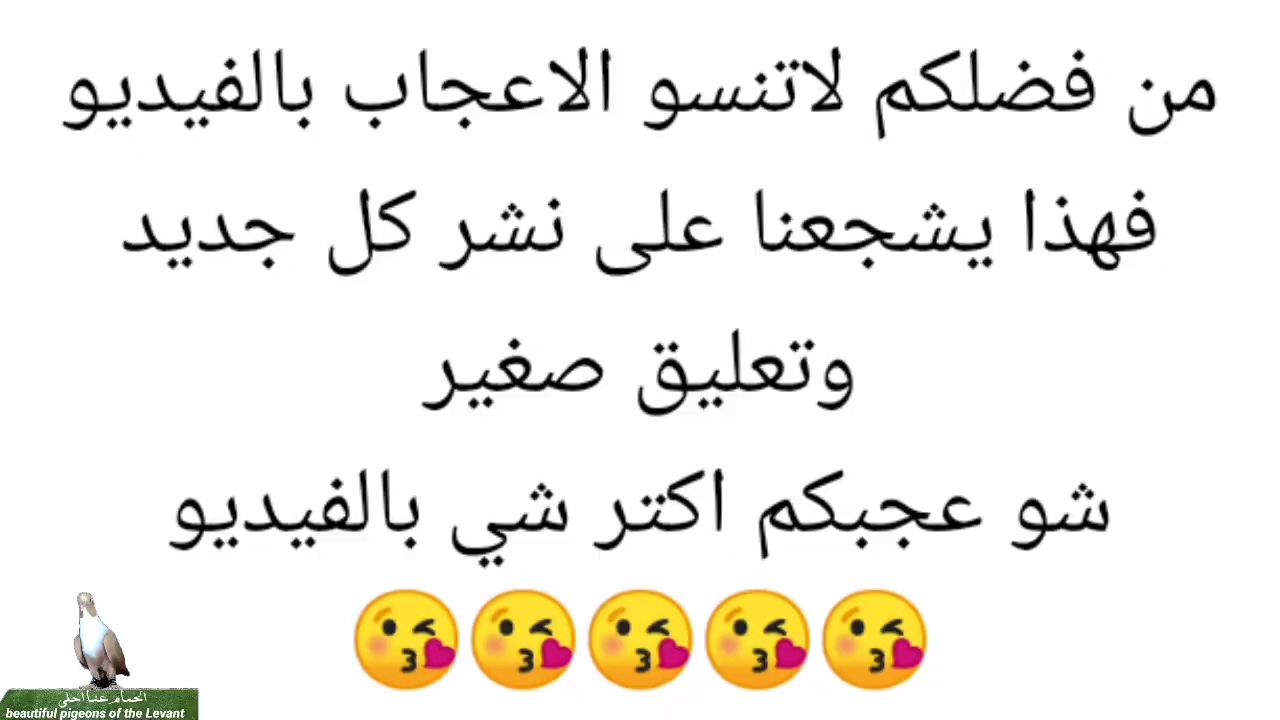 من فضلكم لاتنسو الاعجاب بالفيديو
فهذا يشجعنا على نشر كل جديد
وتعليق صغير
شو عجبكم اكتر شي بالفيديو
😘😘😘😘😘
الحمام عنا احلى
beautiful pigeons of the Levant